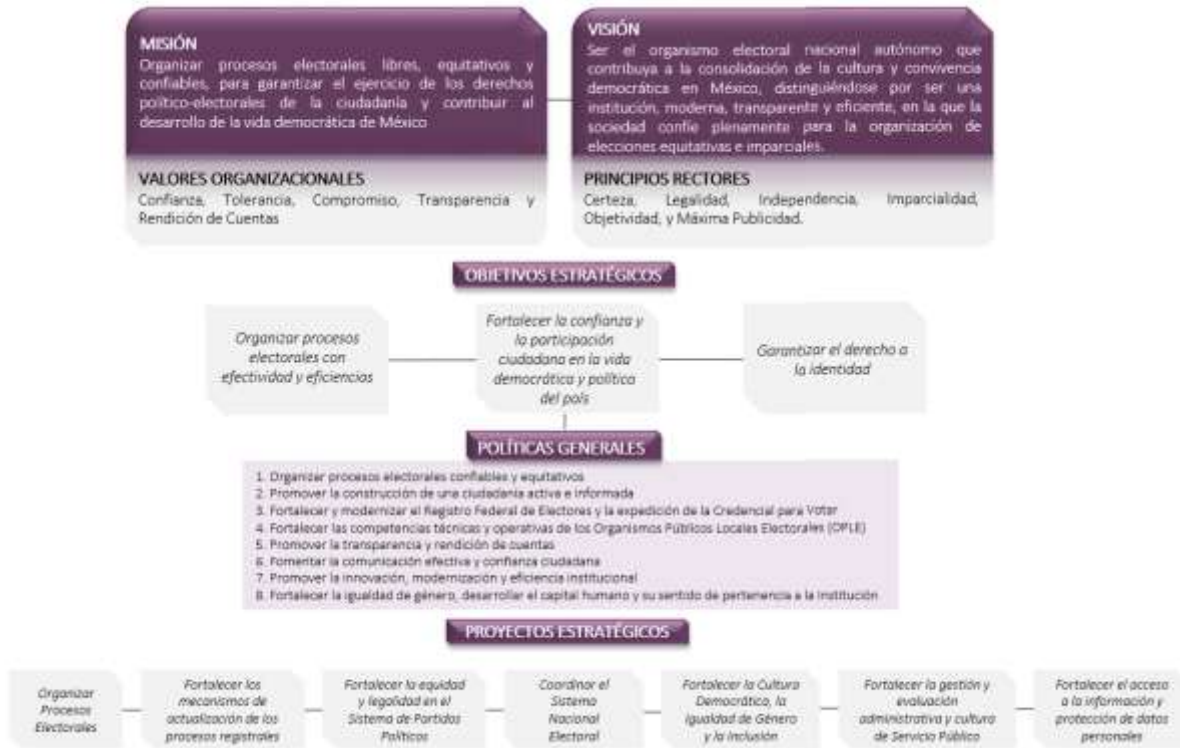 MISIÓN
Organizar procesos electorales libres, equitativos y
confiables, para garantizar el ejercicio de los derechos
político-electorales de la ciudadanía y contribuir al
desarrollo de la vida democrática de México
VALORES ORGANIZACIONALES
Confianza, Tolerancia, Compromiso, Transparencia y
Rendición de Cuentas
VISIÓN
Ser el organismo electoral nacional autónomo que
contribuya a la consolidación de la cultura y convivencia
democrática en México, distinguiéndose por ser una
institución, moderna, transparente y eficiente, en la que la
sociedad confíe plenamente para la organización de
elecciones equitativas e imparciales.
PRINCIPIOS RECTORES
Certeza, Legalidad, Independencia, Imparcialidad,
Objetividad, y Máxima Publicidad.
OBJETIVOS ESTRATÉGICOS
Organizar procesos
electorales con
efectividad y eficiencias
Fortalecer la confianza y
la participación
ciudadana en la vida
democrática y política
del país
Garantizar el derecho a
la identidad
POLÍTICAS GENERALES
1. Organizar procesos electorales confiables y equitativos
2. Promover la construcción de una ciudadanía activa e informada
3. Fortalecer y modernizar el Registro Federal de Electores y la expedición de la Credencial para Votar
4. Fortalecer las competencias técnicas y operativas de los Organismos Públicos Locales Electorales (OPLE)
5. Promover la transparencia y rendición de cuentas
6. Fomentar la comunicación efectiva y confianza ciudadana
7. Promover la innovación, modernización y eficiencia institucional
8. Fortalecer la igualdad de género, desarrollar el capital humano y su sentido de pertenencia a la Institución
PROYECTOS ESTRATÉGICOS
Organizar
Procesos
Electorales
Fortalecer los
mecanismos de
actualización de los
procesos registrales
Fortalecer la equidad
y legalidad en el
Sistema de Partidos
Políticos
Coordinar el
Sistema
Nacional
Electoral
Fortalecer la Cultura
Democrático, la
Igualdad de Género
y la Inclusión
Fortalecer la gestión y
evaluación
administrativa y cultura
de Servicio Público
Fortalecer el acceso
a la información y
protección de datos
personales